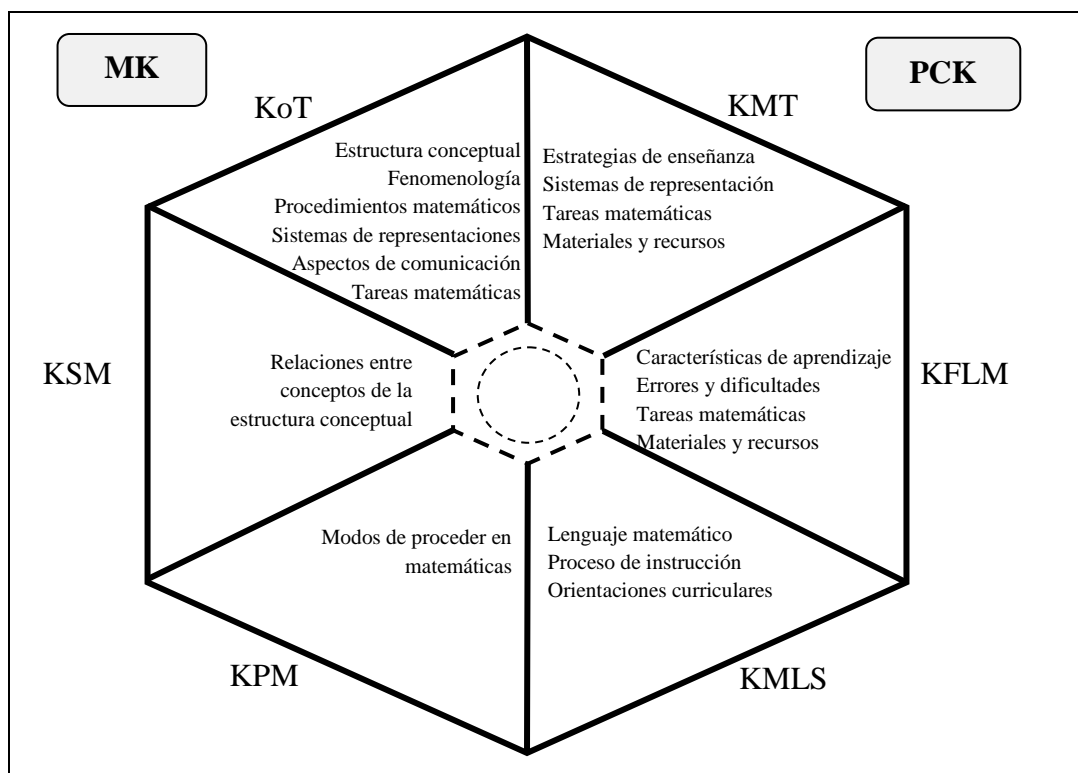 MK
PCK
KoT
KMT
Estructura conceptual
Fenomenología
Procedimientos matemáticos
Sistemas de representaciones
Aspectos de comunicación
Tareas matemáticas
Estrategias de enseñanza
Sistemas de representación
Tareas matemáticas
Materiales y recursos
KSM
Relaciones entre
conceptos de la
estructura conceptual
Características de aprendizaje
Errores y dificultades
Tareas matemáticas
Materiales y recursos
KFLM
Modos de proceder en
matemáticas
Lenguaje matemático
Proceso de instrucción
Orientaciones curriculares
KPM
KMLS